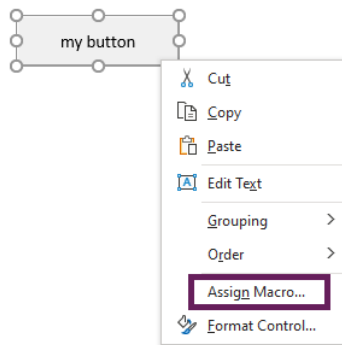 my button
Cut
Copy
Paste
Edit Text
Grouping
Order
Assign Macro...
Format Control...